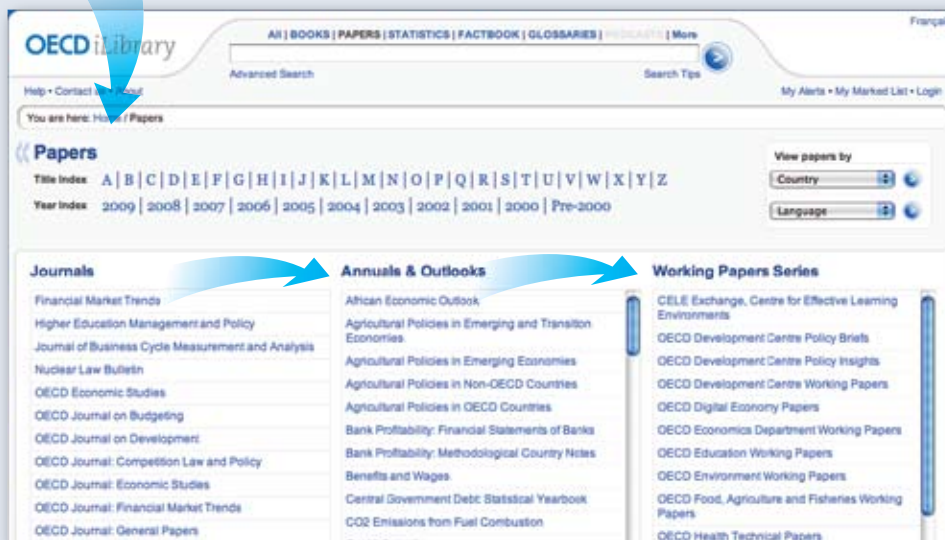 Françai
OECD iLibrary
All | BOOKS | PAPERS | STATISTICS | FACTBOOK | GLOSSARIES | PODCASTS | More
Advanced Search
Search Tips
Help • Contact us • About
My Alerts • My Marked List • Login
You are here: Home / Papers
Papers
Title Index A | B | C | D | E | F | G | H | I | J | K | L | M | N | O | P | Q | R | S | T | U | V | W | X | Y | Z
Year Index 2009 | 2008 | 2007 | 2006 | 2005 | 2004 | 2003 | 2002 | 2001 | 2000 | Pre-2000
View papers by
Country
Language
Journals
Financial Market Trends
Higher Education Management and Policy
Journal of Business Cycle Measurement and Analysis
Nuclear Law Bulletin
OECD Economic Studies
OECD Journal on Budgeting
OECD Journal on Development
OECD Journal: Competition Law and Policy
OECD Journal: Economic Studies
OECD Journal: Financial Market Trends
OECD Journal: General Papers
Annuals & Outlooks
African Economic Outlook
Agricultural Policies in Emerging and Transition
Economies
Agricultural Policies in Emerging Economies
Agricultural Policies in Non-OECD Countries
Agricultural Policies in OECD Countries
Bank Profitability: Financial Statements of Banks
Bank Profitability: Methodological Country Notes
Benefits and Wages
Central Government Debt: Statistical Yearbook
CO2 Emissions from Fuel Combustion
Working Papers Series
CELE Exchange, Centre for Effective Learning
Environments
OECD Development Centre Policy Briefs
OECD Development Centre Policy Insights
OECD Development Centre Working Papers
OECD Digital Economy Papers
OECD Economics Department Working Papers
OECD Education Working Papers
OECD Environment Working Papers
OECD Food, Agriculture and Fisheries Working
Papers
OECD Health Technical Papers